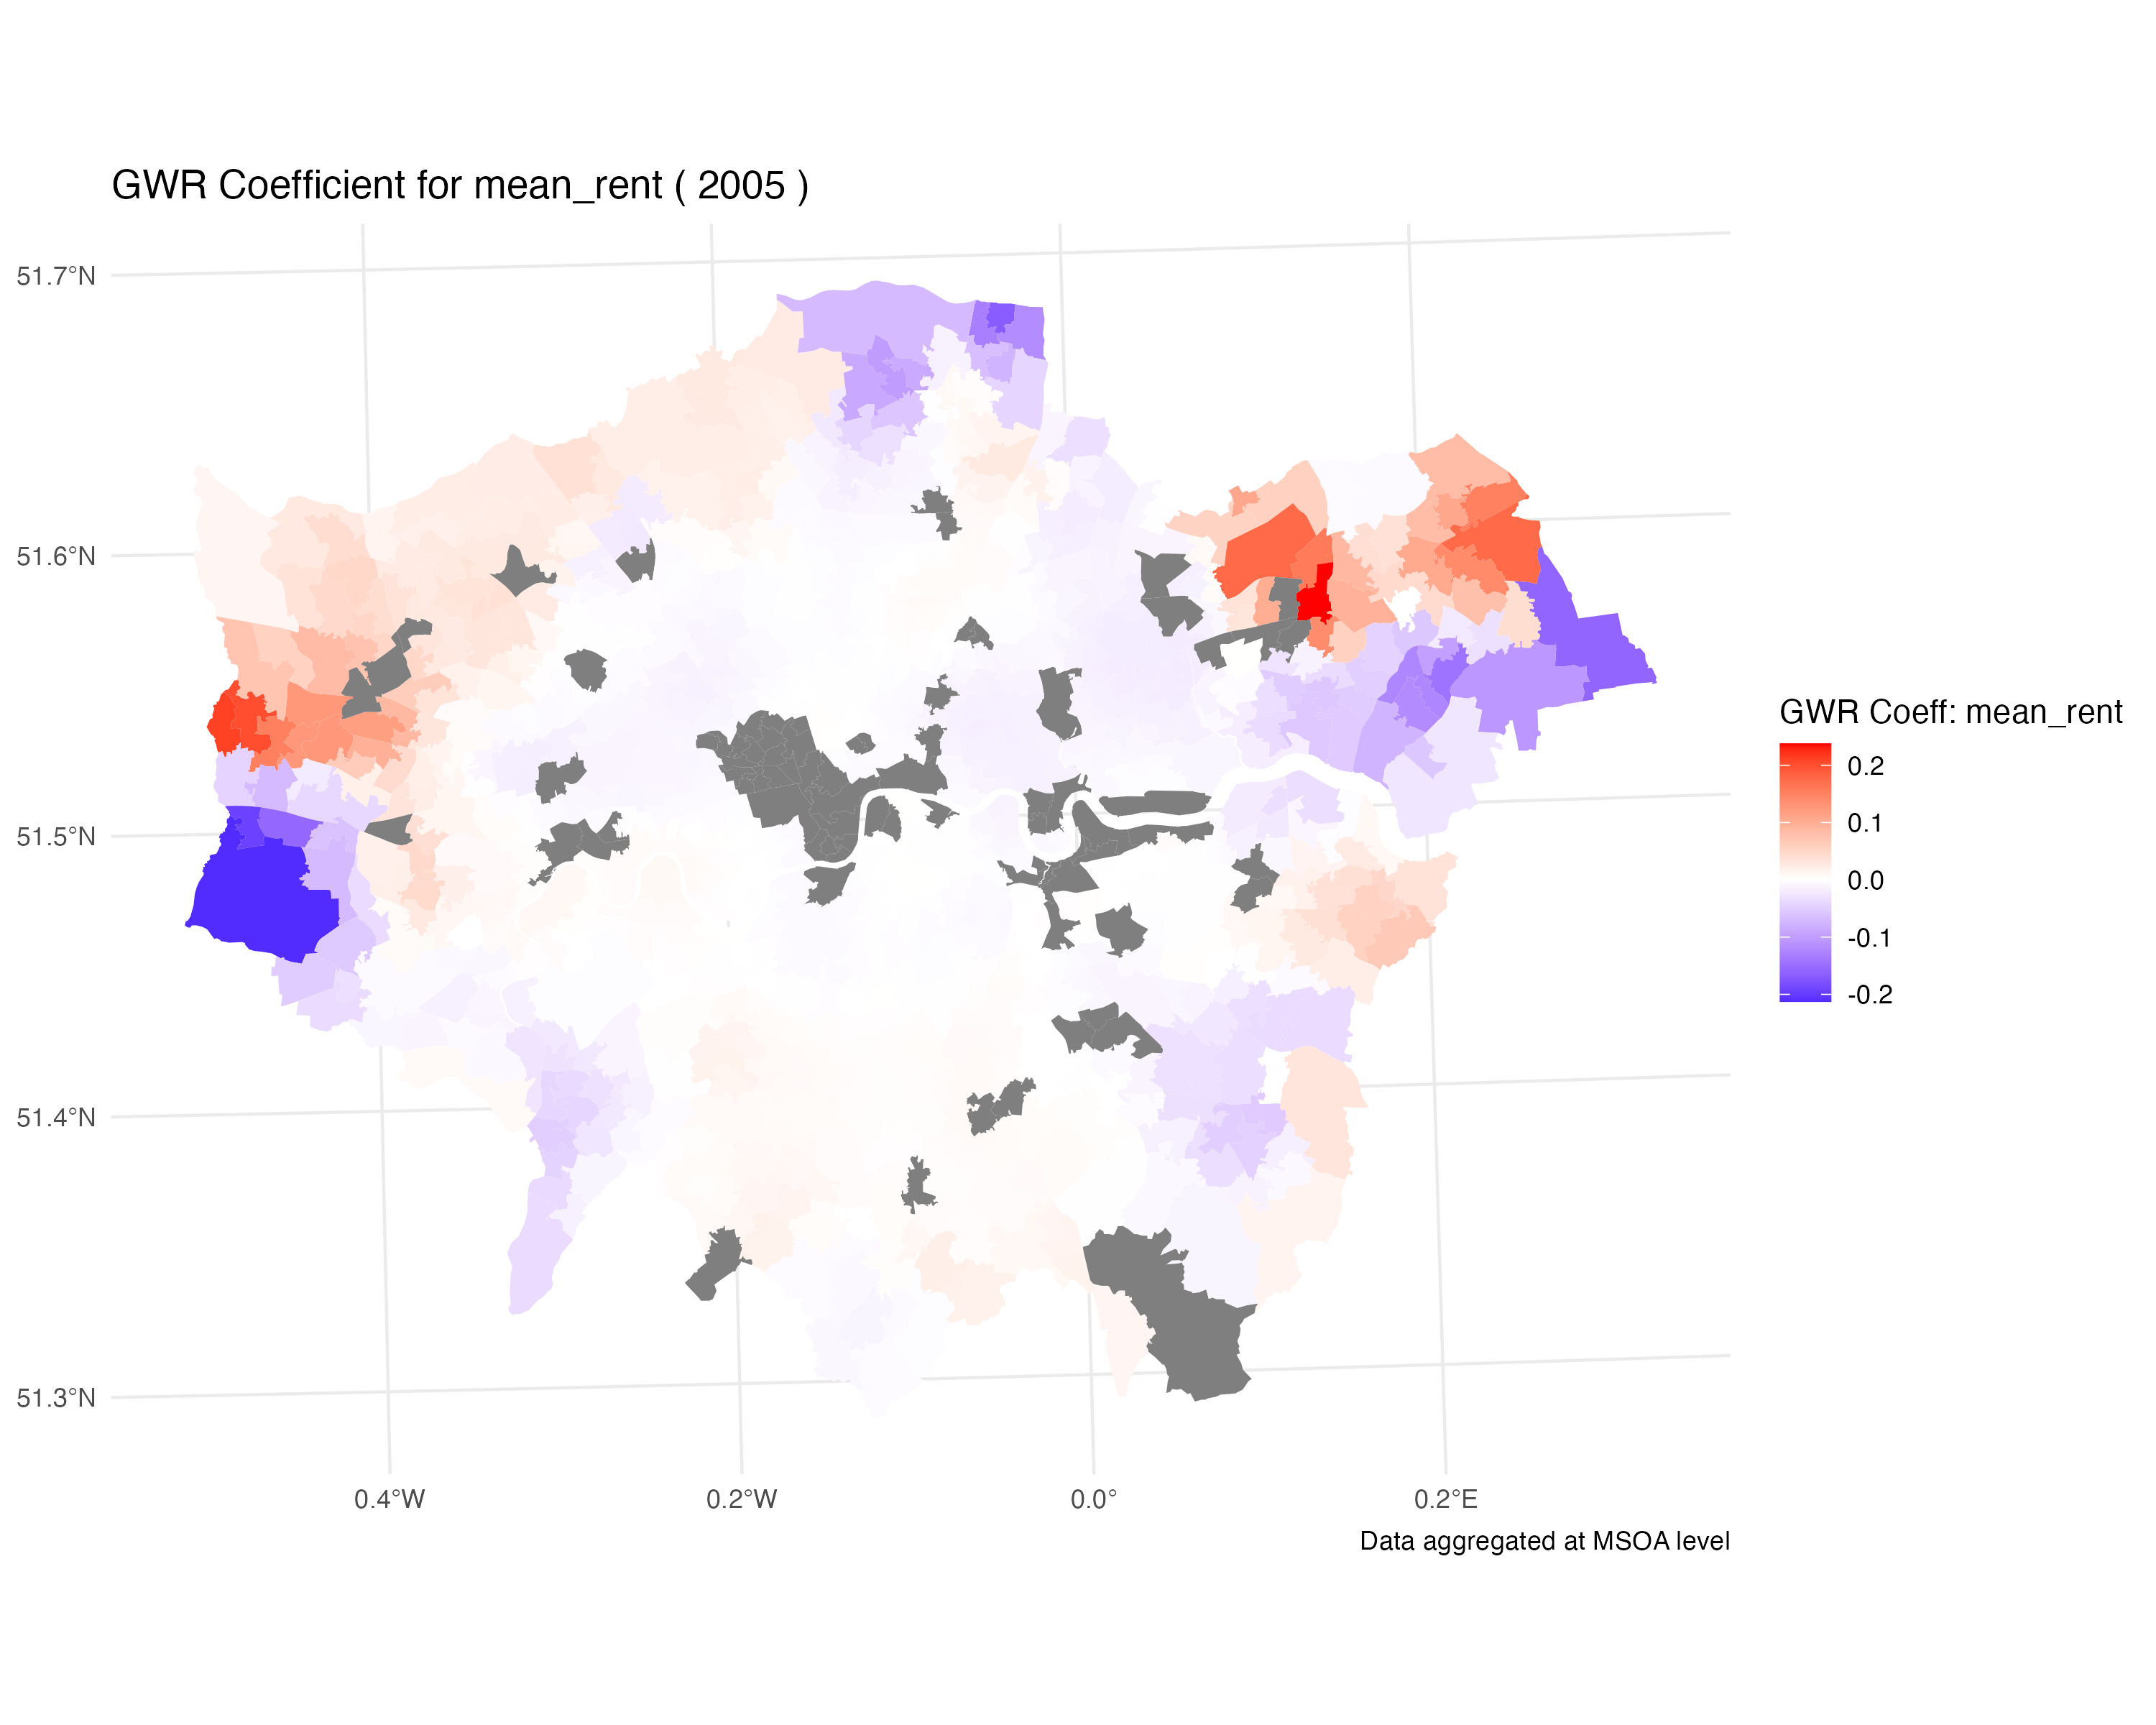 GWR Coefficient for mean_rent ( 2005 )
51.7°N
51.6°N
51.5°N
51.4°N
51.3°N
0.4°W
0.2°W
0.0°
0.2°E
GWR Coeff: mean_rent
0.2
0.1
0.0
-0.1
-0.2
Data aggregated at MSOA level